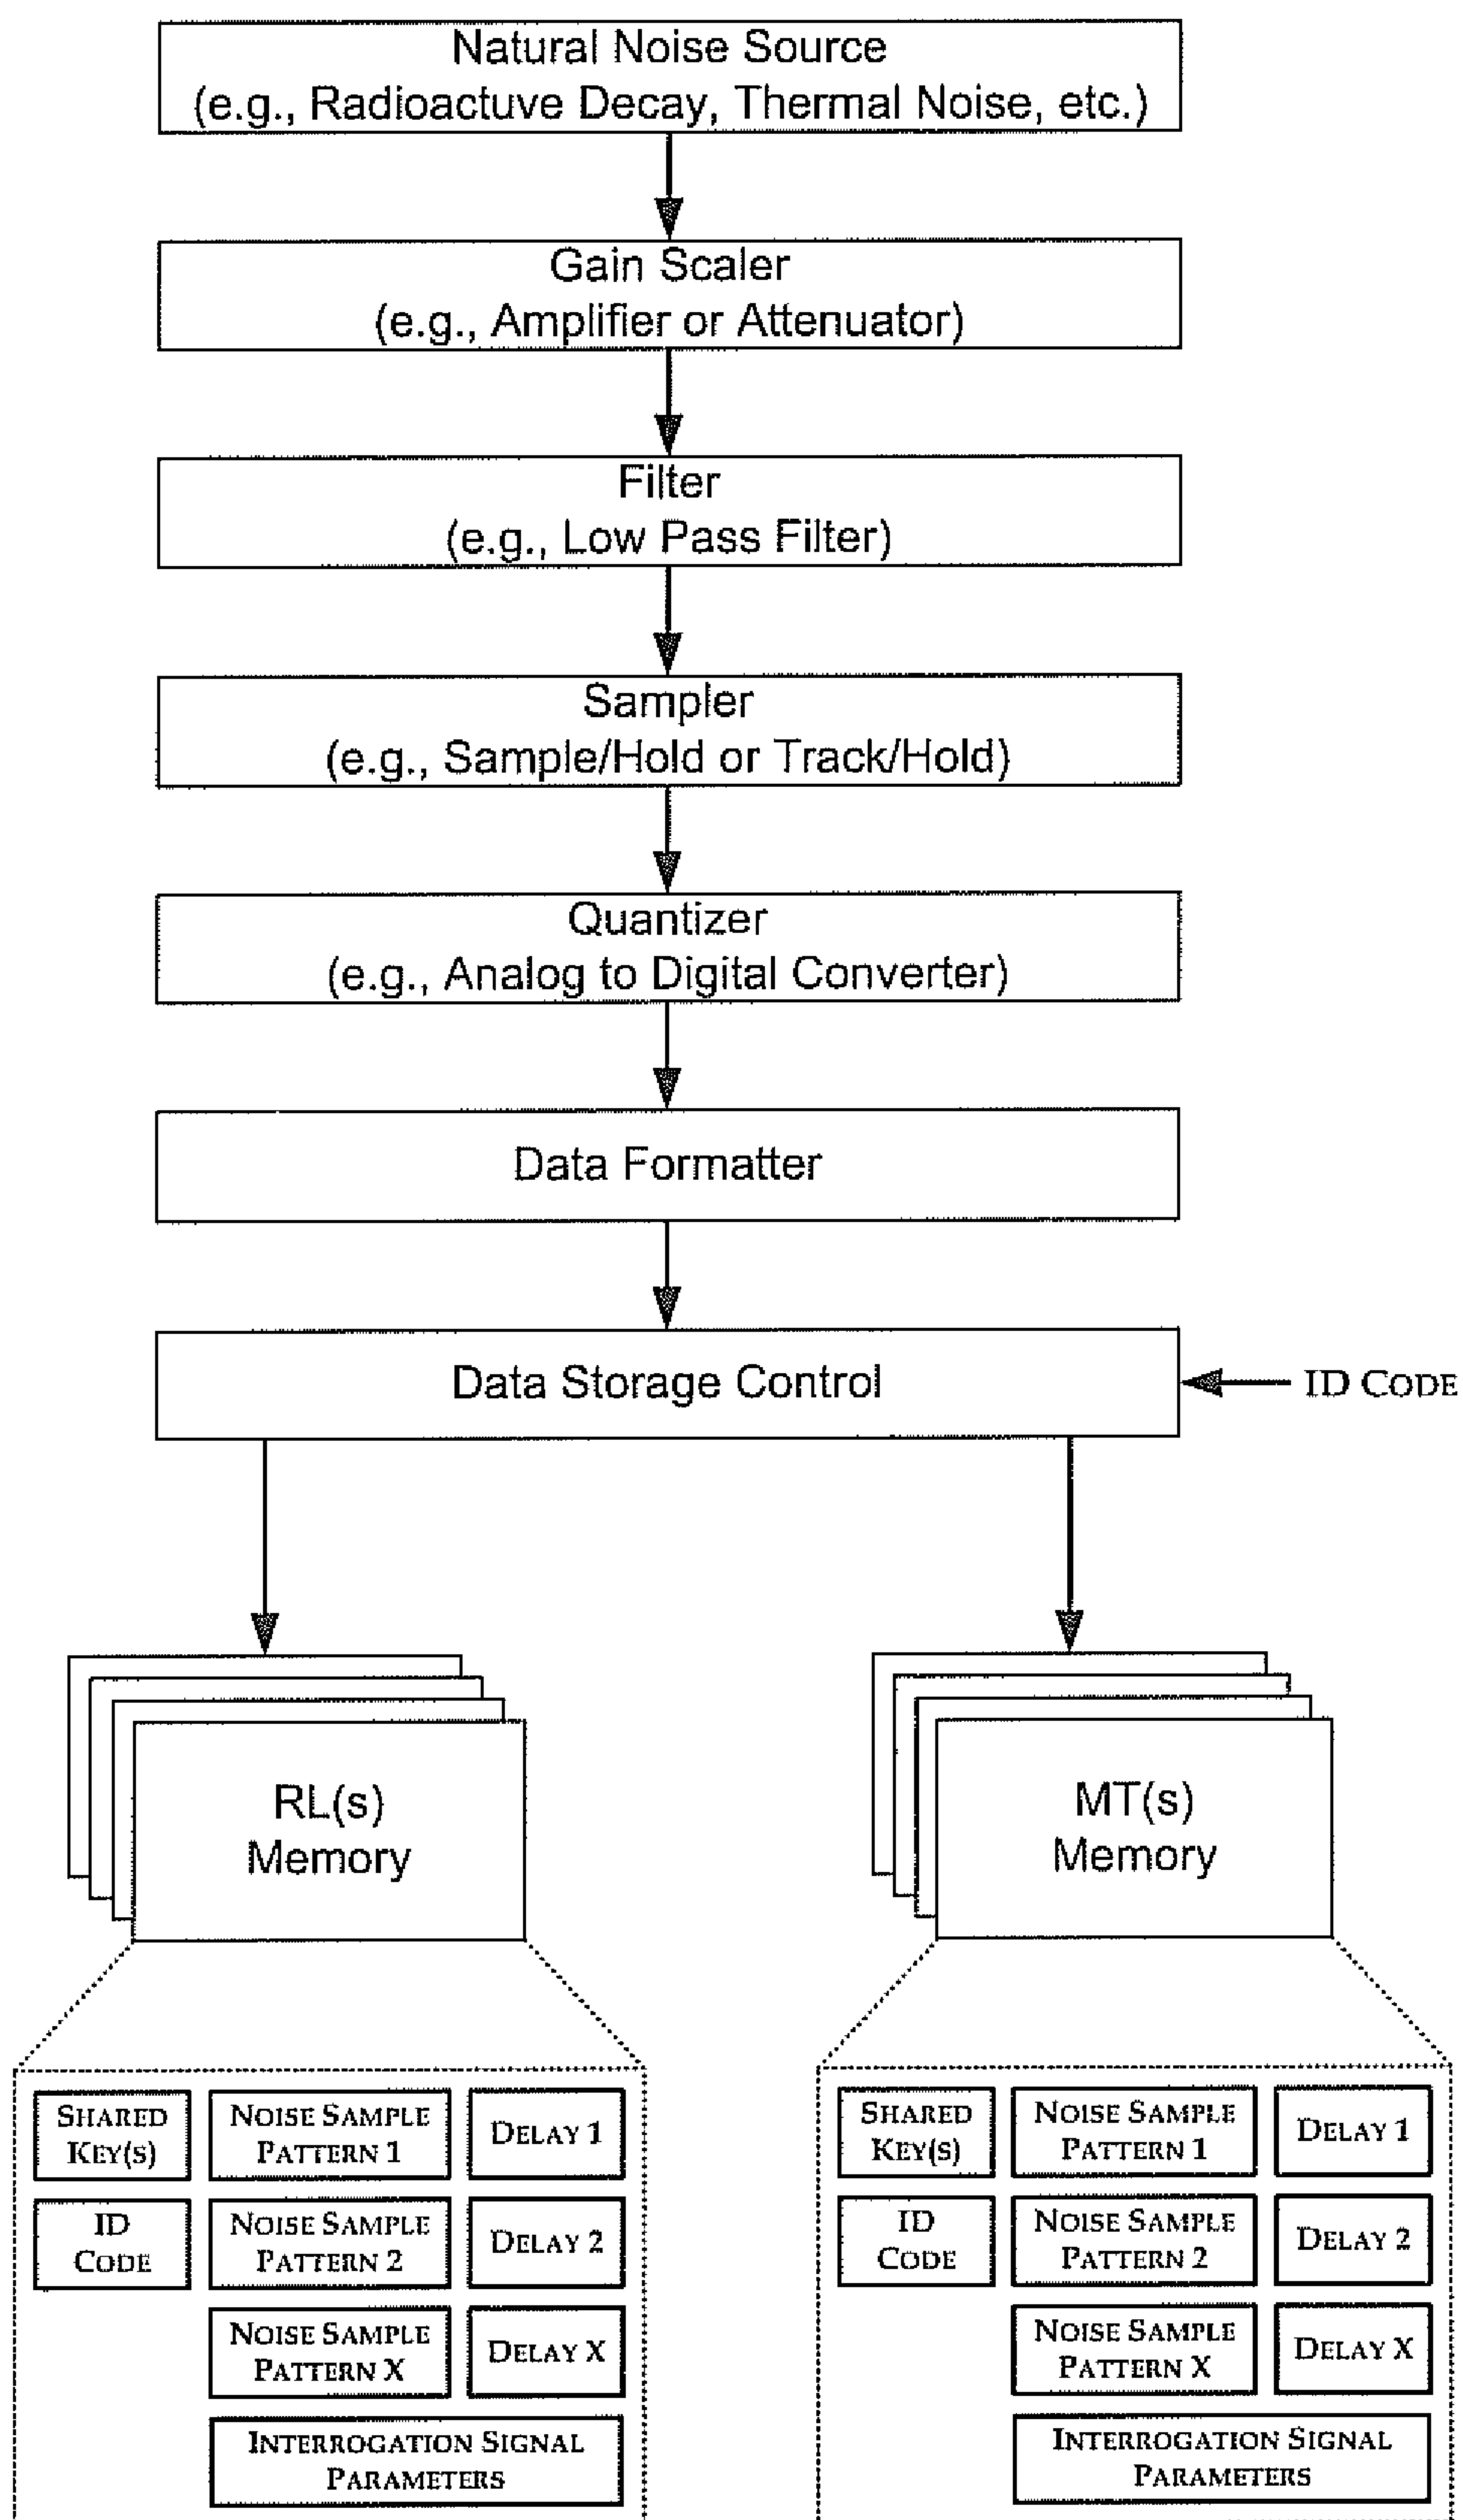 Natural Noise Source
(e.g., Radioactuve Decay, Thermal Noise, etc.)
Gain Scaler
(e.g., Amplifier or Attenuator)
Filter
(e.g., Low Pass Filter)
Sampler
(e.g., Sample/Hold or Track/Hold)
Quantizer
(e.g., Analog to Digital Converter)
Data Formatter
Data Storage Control
ID CODE
RL(s)
Memory
MT(s)
Memory
SHARED
KEY(S)
NOISE SAMPLE
PATTERN 1
DELAY 1
ID
CODE
NOISE SAMPLE
PATTERN 2
DELAY 2
NOISE SAMPLE
PATTERN X
DELAY X
INTERROGATION SIGNAL
PARAMETERS
SHARED
KEY(S)
NOISE SAMPLE
PATTERN 1
DELAY 1
ID
CODE
NOISE SAMPLE
PATTERN 2
DELAY 2
NOISE SAMPLE
PATTERN X
DELAY X
INTERROGATION SIGNAL
PARAMETERS